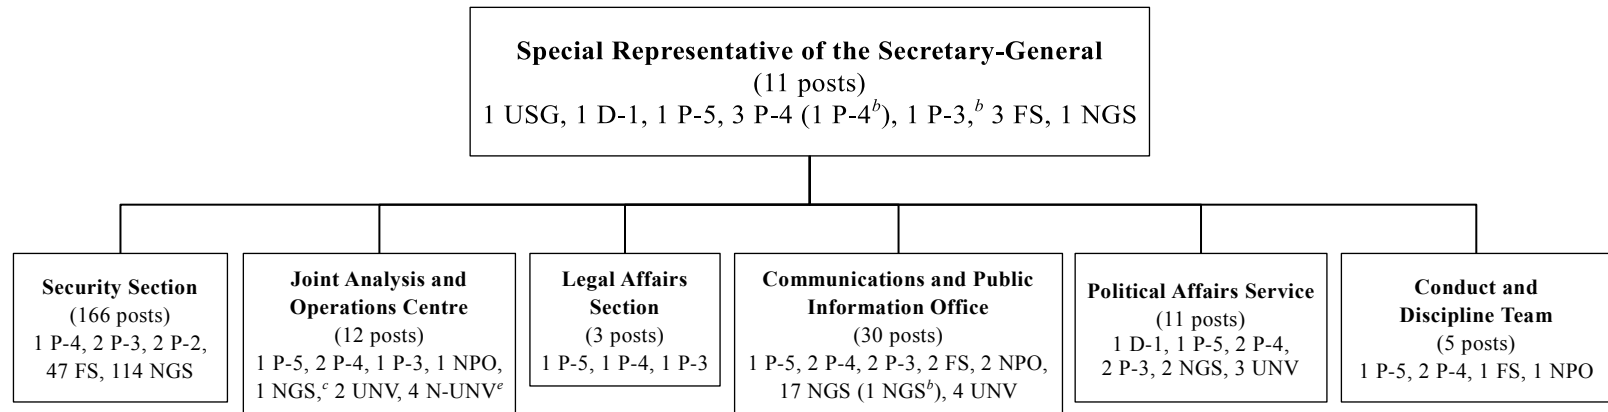 Special Representative of the Secretary-General
(11 posts)
1 USG, 1 D-1, 1 P-5, 3 P-4 (1 P-4ᵇ), 1 P-3,ᵇ 3 FS, 1 NGS
Security Section
(166 posts)
1 P-4, 2 P-3, 2 P-2,
47 FS, 114 NGS
Joint Analysis and
Operations Centre
(12 posts)
1 P-5, 2 P-4, 1 P-3, 1 NPO,
1 NGS,ᶜ 2 UNV, 4 N-UNVᵉ
Legal Affairs
Section
(3 posts)
1 P-5, 1 P-4, 1 P-3
Communications and Public
Information Office
(30 posts)
1 P-5, 2 P-4, 2 P-3, 2 FS, 2 NPO,
17 NGS (1 NGSᵇ), 4 UNV
Political Affairs Service
(11 posts)
1 D-1, 1 P-5, 2 P-4,
2 P-3, 2 NGS, 3 UNV
Conduct and
Discipline Team
(5 posts)
1 P-5, 2 P-4, 1 FS, 1 NPO